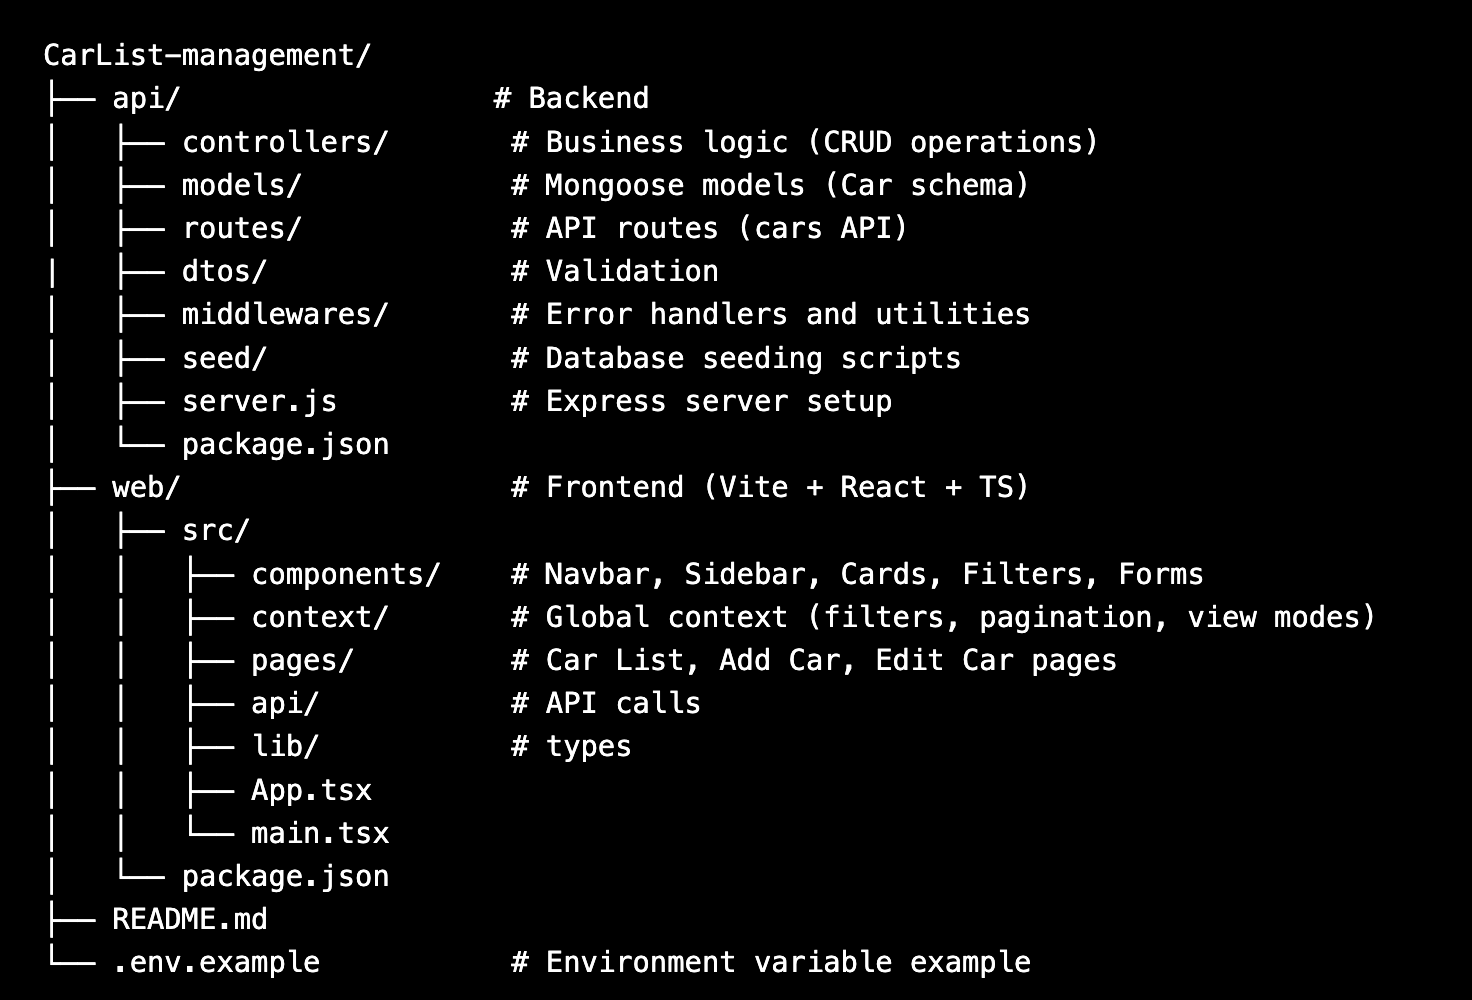 CarList-management/
├── api/                      # Backend
│   ├── controllers/       # Business logic (CRUD operations)
│   ├── models/            # Mongoose models (Car schema)
│   ├── routes/            # API routes (cars API)
|   ├── dtos/              # Validation
│   ├── middlewares/       # Error handlers and utilities
│   ├── seed/              # Database seeding scripts
│   ├── server.js          # Express server setup
│   └── package.json
├── web/                   # Frontend (Vite + React + TS)
│   ├── src/
│   │   ├── components/    # Navbar, Sidebar, Cards, Filters, Forms
│   │   ├── context/       # Global context (filters, pagination, view modes)
│   │   ├── pages/         # Car List, Add Car, Edit Car pages
│   │   ├── api/           # API calls
│   │   ├── lib/           # types
│   │   ├── App.tsx
│   │   └── main.tsx
│   └── package.json
├── README.md
└── .env.example           # Environment variable example